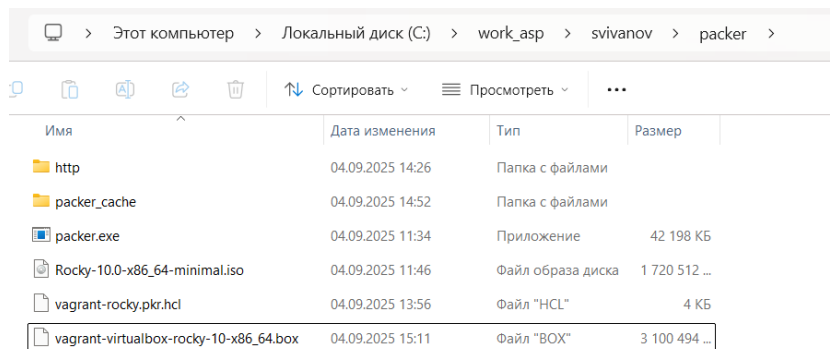 Этот компьютер > Локальный диск (C:) > work_asp > svivanov > packer >
Сортировать Просмотреть •••
Имя Дата изменения Тип Размер
http 04.09.2025 14:26 Папка с файлами
packer_cache 04.09.2025 14:52 Папка с файлами
packer.exe 04.09.2025 11:34 Приложение 42 198 КБ
Rocky-10.0-x86_64-minimal.iso 04.09.2025 11:46 Файл образа диска 1 720 512 ...
vagrant-rocky.pkr.hcl 04.09.2025 13:56 Файл "HCL" 4 КБ
vagrant-virtualbox-rocky-10-x86_64.box 04.09.2025 15:11 Файл "BOX" 3 100 494 ...